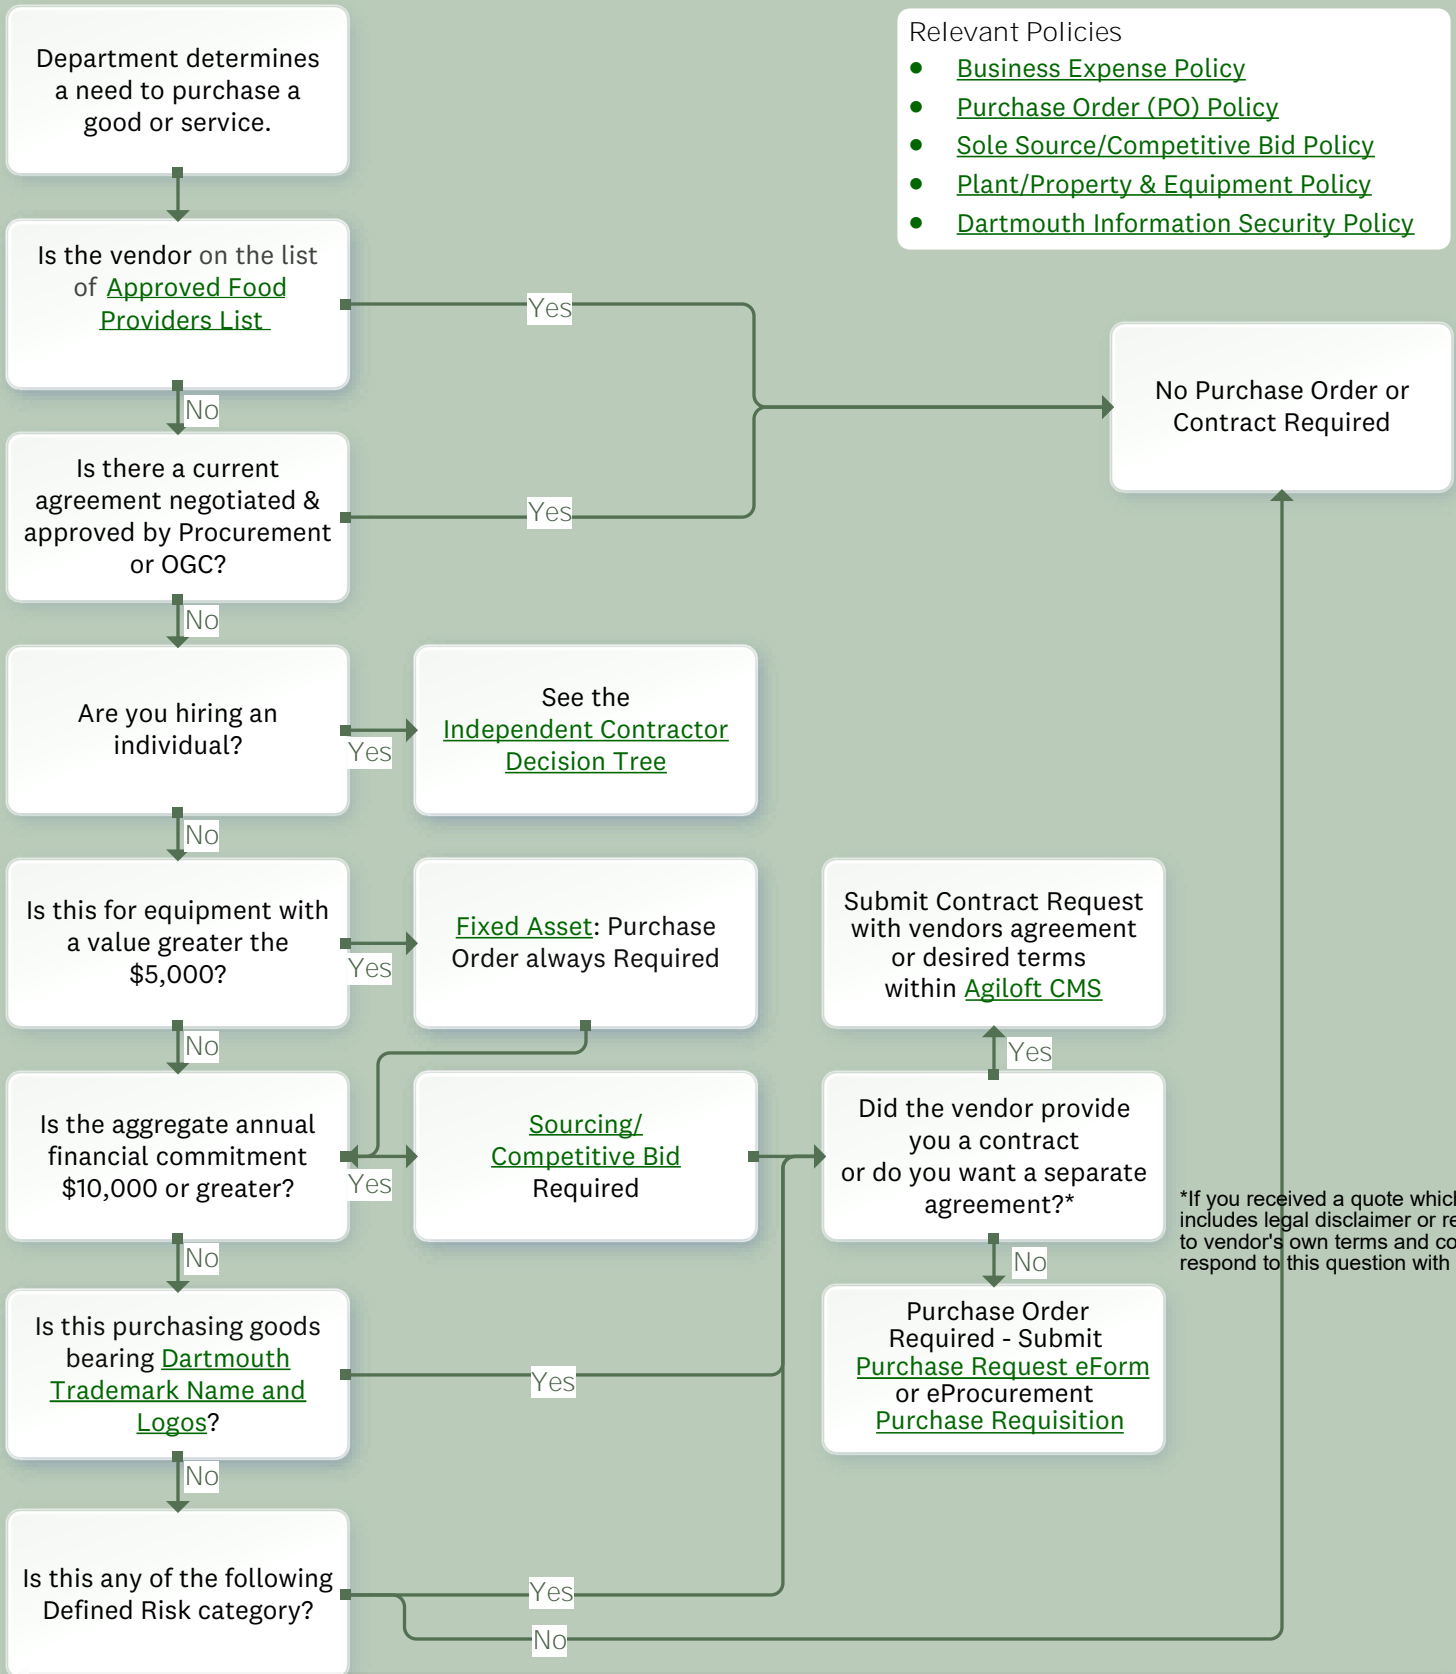 Department determines
a need to purchase a
good or service.
Relevant Policies
• Business Expense Policy
• Purchase Order (PO) Policy
• Sole Source/Competitive Bid Policy
• Plant/Property & Equipment Policy
• Dartmouth Information Security Policy
Is the vendor on the list
of Approved Food
Providers List
Yes
No
No Purchase Order or
Contract Required
Is there a current
agreement negotiated &
approved by Procurement
or OGC?
Yes
No
Are you hiring an
individual?
Yes
See the
Independent Contractor
Decision Tree
No
Is this for equipment with
a value greater the
$5,000?
Yes
Fixed Asset: Purchase
Order always Required
No
Submit Contract Request
with vendors agreement
or desired terms
within Agiloft CMS
Yes
Is the aggregate annual
financial commitment
$10,000 or greater?
Yes
Sourcing/
Competitive Bid
Required
Did the vendor provide
you a contract
or do you want a separate
agreement?*
*If you received a quote which
includes legal disclaimer or
to vendor's own terms and
respond to this question with
No
No
Is this purchasing goods
bearing Dartmouth
Trademark Name and
Logos?
Yes
Purchase Order
Required - Submit
Purchase Request eForm
or eProcurement
Purchase Requisition
No
Is this any of the following
Defined Risk category?
Yes
No